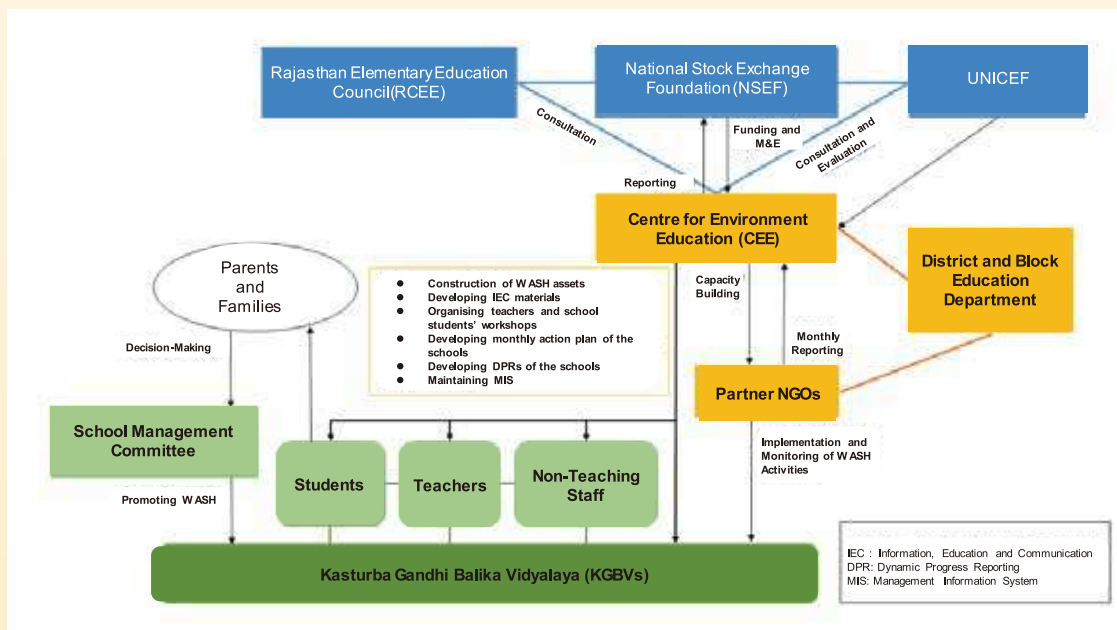 Rajasthan Elementary Education
Council(RCEE)
National Stock Exchange
Foundation (NSEF)
UNICEF
Consultation
Funding and
M&E
Consultation and
Evaluation
Reporting
Centre for Environment
Education (CEE)
District and Block
Education
Department
Parents
and
Families
● Construction of WASH assets
● Developing IEC materials
● Organising teachers and school
students' workshops
● Developing monthly action plan of the
schools
● Developing DPRs of the schools
● Maintaining MIS
Capacity
Building
Monthly
Reporting
Decision-Making
Partner NGOs
School Management
Committee
Implementation and
Monitoring of WASH
Activities
Students
Teachers
Non-Teaching
Staff
Promoting WASH
Kasturba Gandhi Balika Vidyalaya (KGBVs)
IEC : Information, Education and Communication
DPR: Dynamic Progress Reporting
MIS: Management Information System